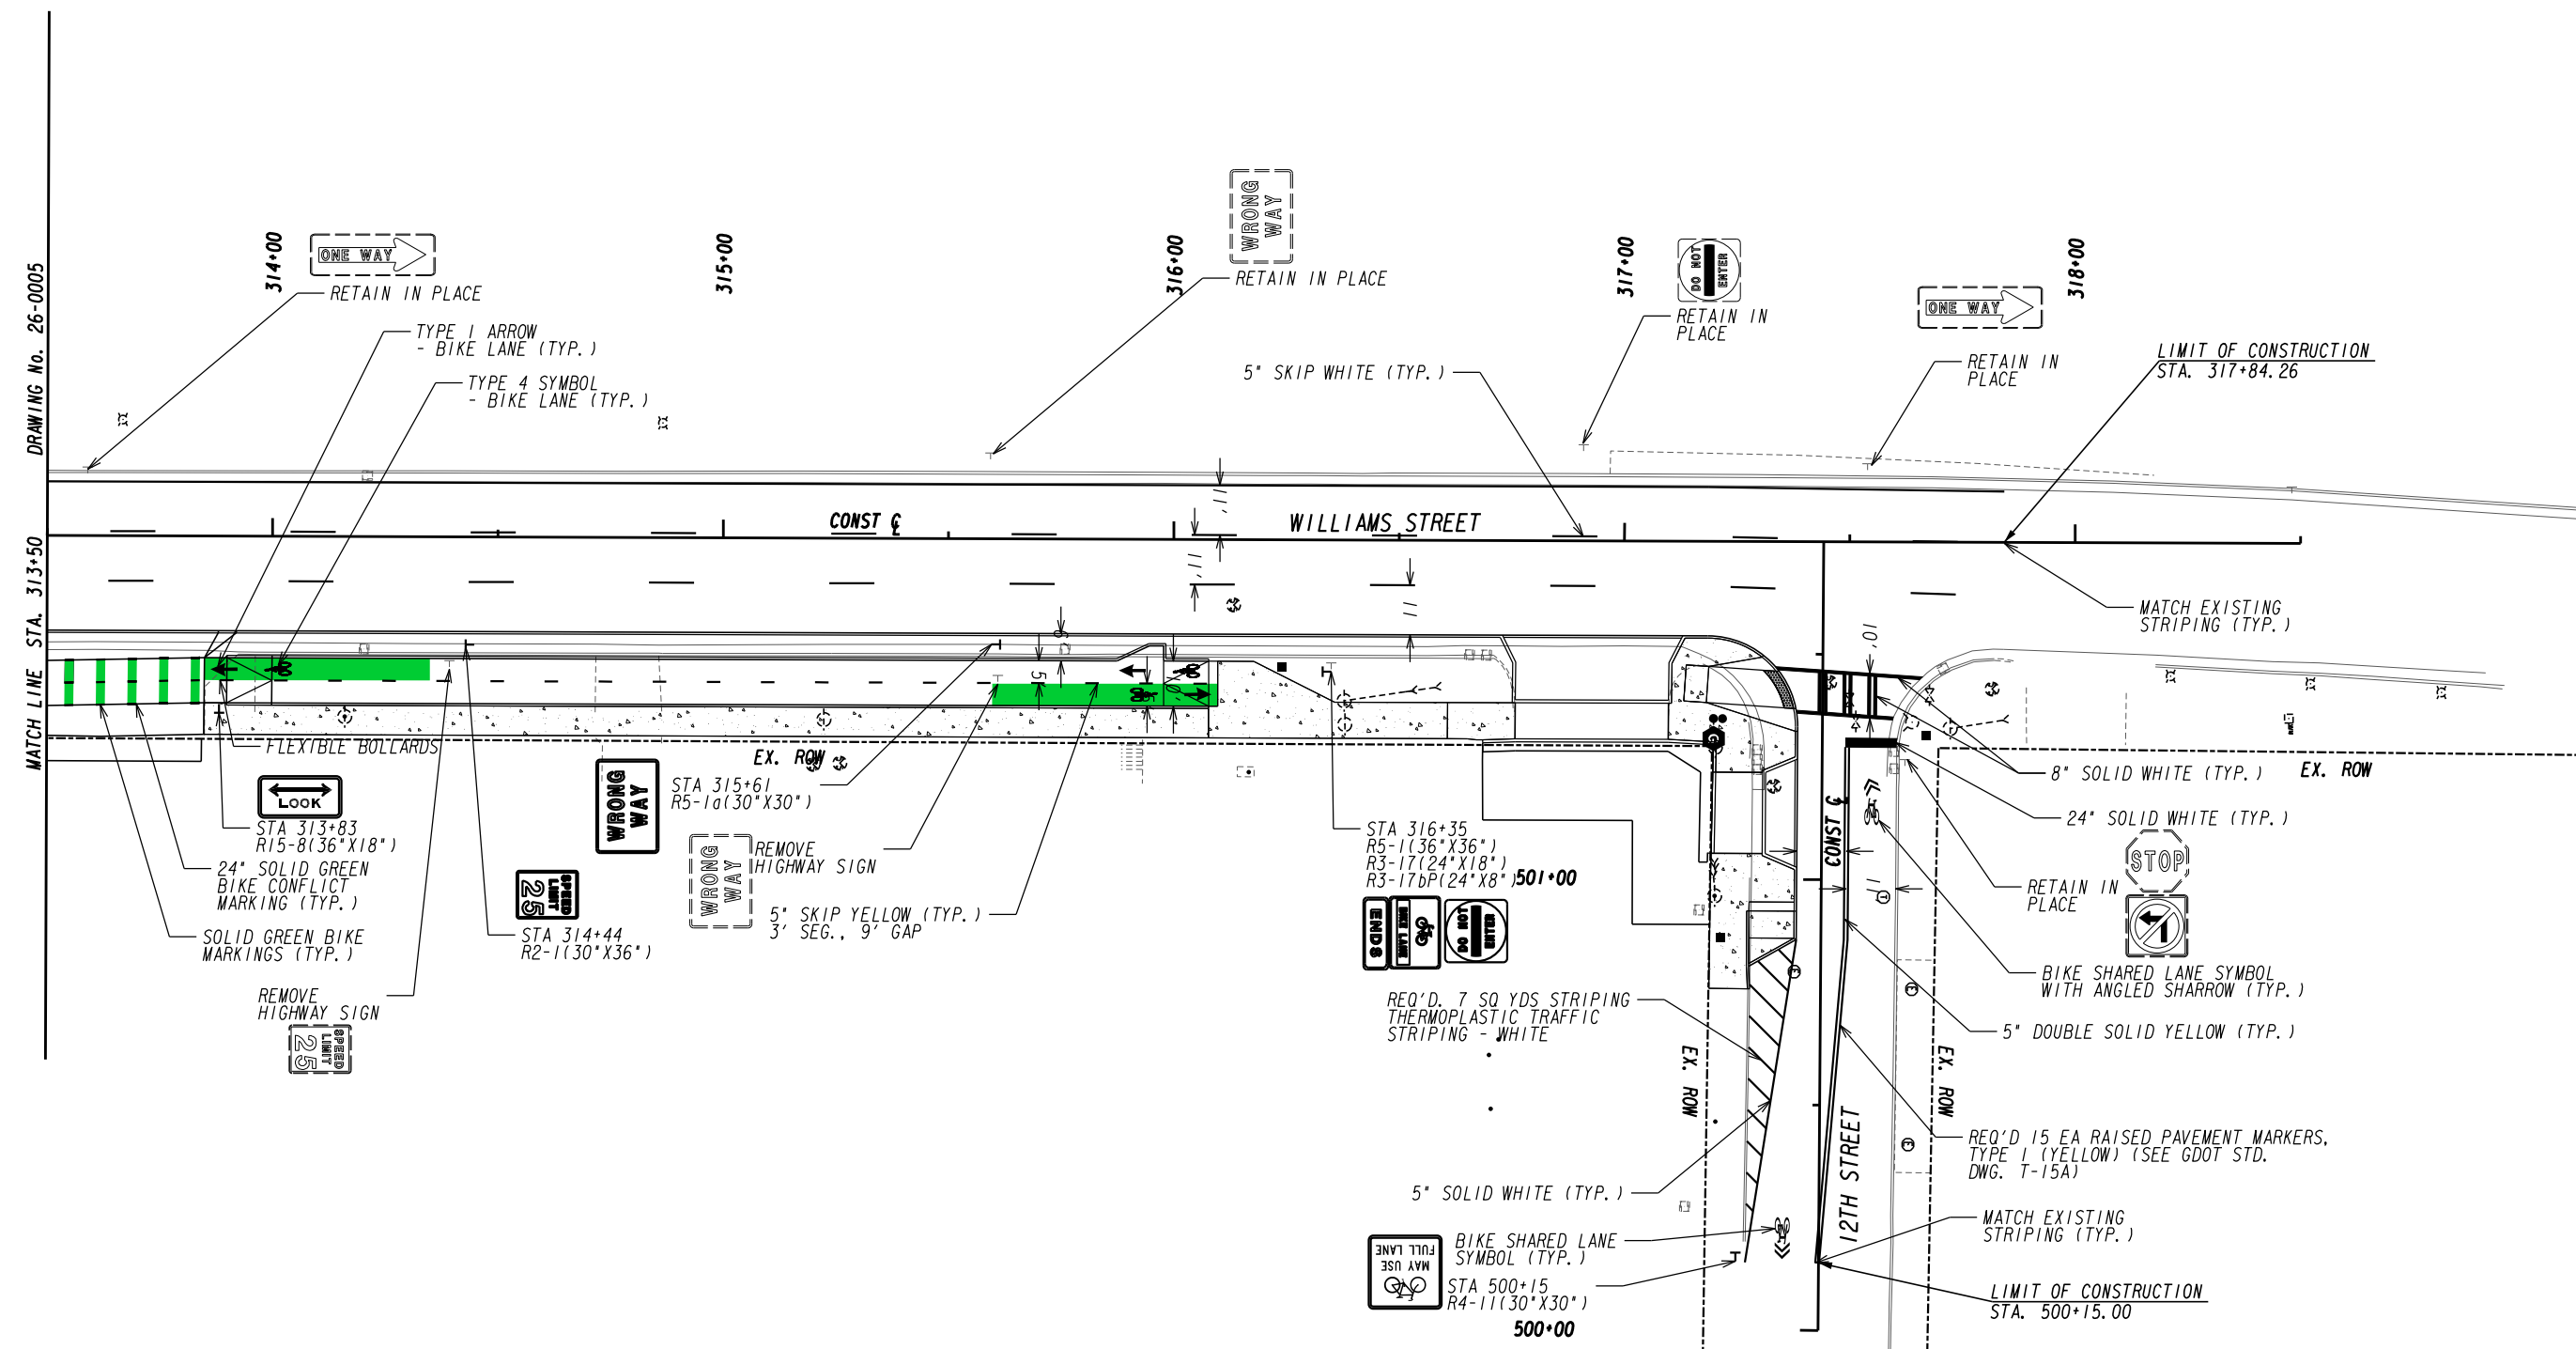 DRAWING No. 26-0005
MATCH LINE STA. 313+50
314+00
315+00
316+00
317+00
318+00
ONE WAY
RETAIN IN PLACE
TYPE 1 ARROW
- BIKE LANE (TYP.)
TYPE 4 SYMBOL
- BIKE LANE (TYP.)
WRONG
WAY
RETAIN IN PLACE
5" SKIP WHITE (TYP.)
DO NOT
ENTER
RETAIN IN
PLACE
ONE WAY
RETAIN IN
PLACE
LIMIT OF CONSTRUCTION
STA. 317+84.26
CONST ℄
WILLIAMS STREET
11'
11'
11
9
5
5
10'
10'
11
MATCH EXISTING
STRIPING (TYP.)
FLEXIBLE BOLLARDS
EX. ROW
EX. ROW
LOOK
STA 313+83
R15-8(36"X18")
24" SOLID GREEN
BIKE CONFLICT
MARKING (TYP.)
SOLID GREEN BIKE
MARKINGS (TYP.)
REMOVE
HIGHWAY SIGN
SPEED
LIMIT
25
SPEED
LIMIT
25
STA 314+44
R2-1(30"X36")
WRONG
WAY
STA 315+61
R5-1a(30"X30")
WRONG
WAY
REMOVE
HIGHWAY SIGN
5" SKIP YELLOW (TYP.)
3' SEG., 9' GAP
STA 316+35
R5-1(36"X36")
R3-17(24"X18")
R3-17bP(24"X8")
501+00
ENDS
BIKE LANE
DO NOT
ENTER
REQ'D. 7 SQ YDS STRIPING
THERMOPLASTIC TRAFFIC
STRIPING - WHITE
EX. ROW
EX. ROW
CONST ℄
12TH STREET
5" SOLID WHITE (TYP.)
BIKE SHARED LANE
SYMBOL (TYP.)
MAY USE
FULL LANE
STA 500+15
R4-11(30"X30")
500+00
8" SOLID WHITE (TYP.)
24" SOLID WHITE (TYP.)
STOP
RETAIN IN
PLACE
BIKE SHARED LANE SYMBOL
WITH ANGLED SHARROW (TYP.)
5" DOUBLE SOLID YELLOW (TYP.)
REQ'D 15 EA RAISED PAVEMENT MARKERS,
TYPE 1 (YELLOW) (SEE GDOT STD.
DWG. T-15A)
MATCH EXISTING
STRIPING (TYP.)
LIMIT OF CONSTRUCTION
STA. 500+15.00